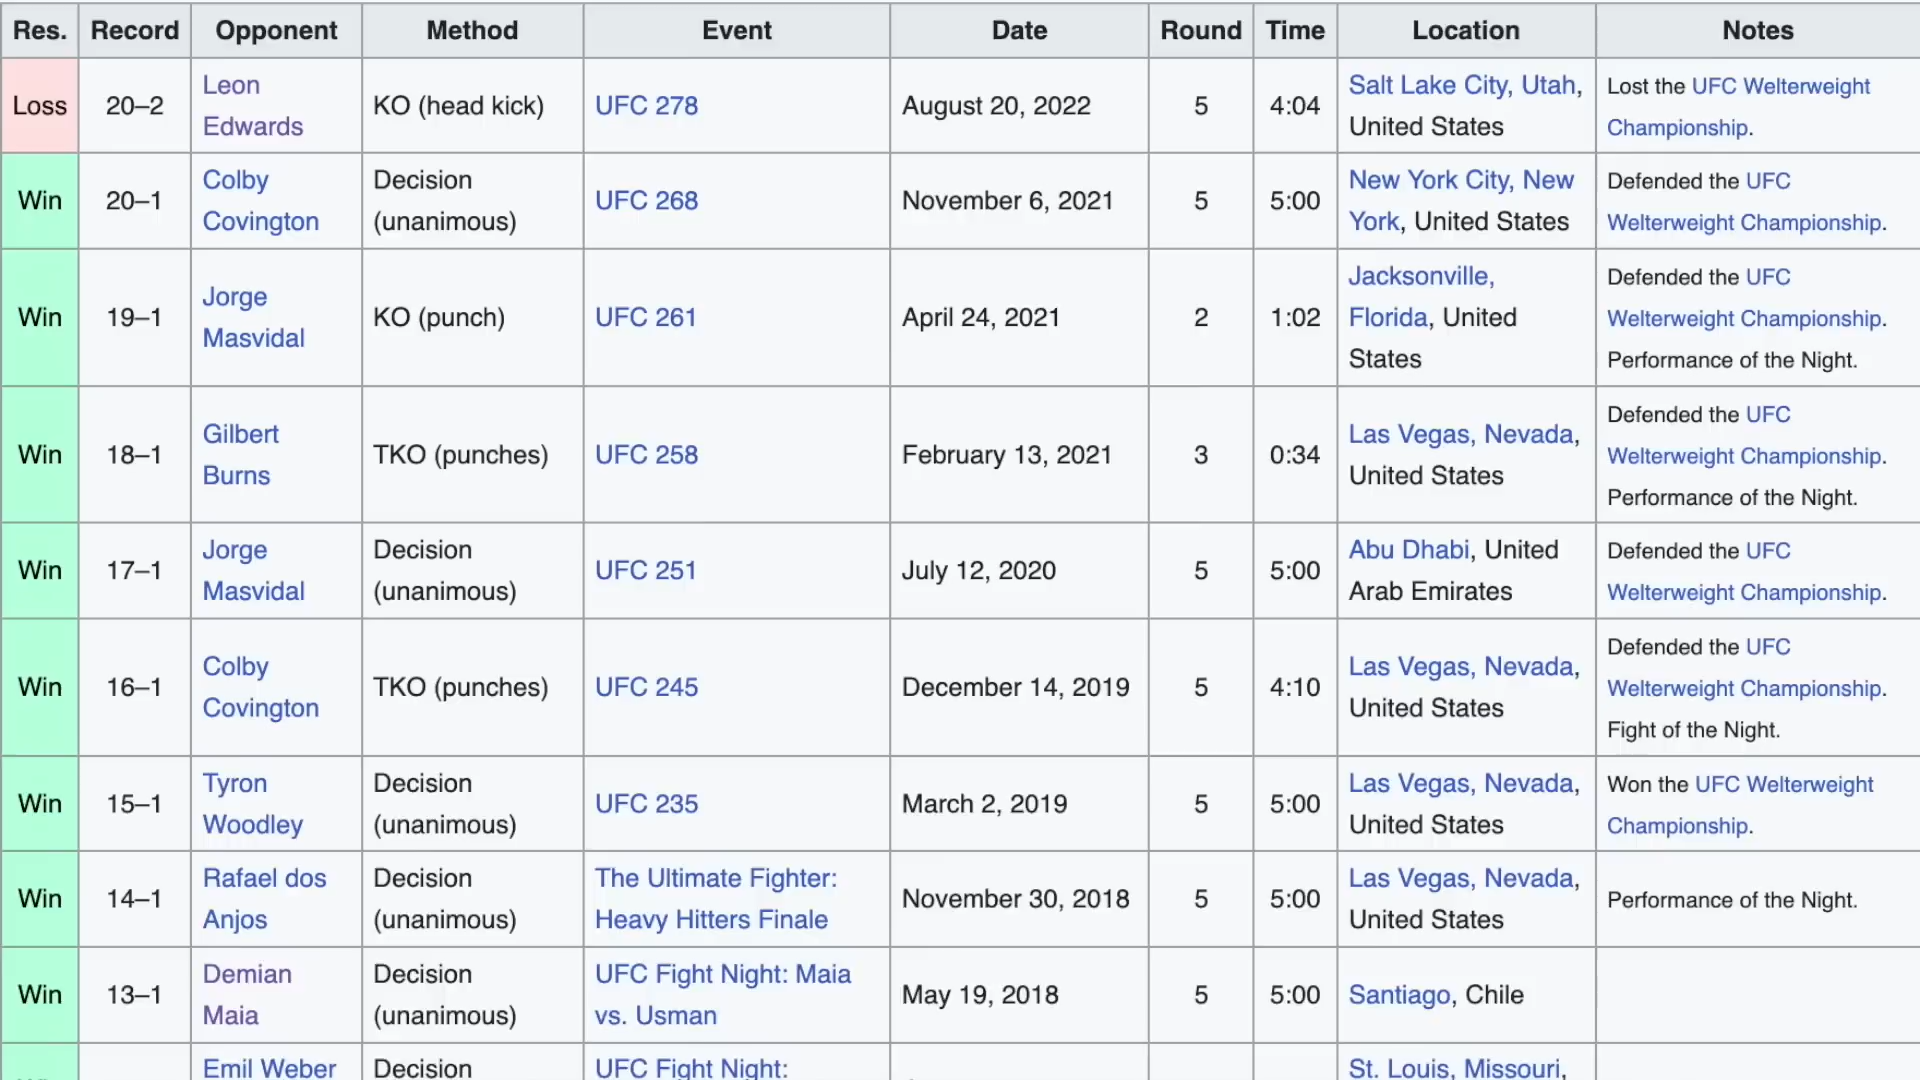 Res. Record Opponent Method Event Date Round Time Location Notes
Loss 20–2 Leon Edwards KO (head kick) UFC 278 August 20, 2022 5 4:04 Salt Lake City, Utah, United States Lost the UFC Welterweight Championship.
Win 20–1 Colby Covington Decision (unanimous) UFC 268 November 6, 2021 5 5:00 New York City, New York, United States Defended the UFC Welterweight Championship.
Win 19–1 Jorge Masvidal KO (punch) UFC 261 April 24, 2021 2 1:02 Jacksonville, Florida, United States Defended the UFC Welterweight Championship. Performance of the Night.
Win 18–1 Gilbert Burns TKO (punches) UFC 258 February 13, 2021 3 0:34 Las Vegas, Nevada, United States Defended the UFC Welterweight Championship. Performance of the Night.
Win 17–1 Jorge Masvidal Decision (unanimous) UFC 251 July 12, 2020 5 5:00 Abu Dhabi, United Arab Emirates Defended the UFC Welterweight Championship.
Win 16–1 Colby Covington TKO (punches) UFC 245 December 14, 2019 5 4:10 Las Vegas, Nevada, United States Defended the UFC Welterweight Championship. Fight of the Night.
Win 15–1 Tyron Woodley Decision (unanimous) UFC 235 March 2, 2019 5 5:00 Las Vegas, Nevada, United States Won the UFC Welterweight Championship.
Win 14–1 Rafael dos Anjos Decision (unanimous) The Ultimate Fighter: Heavy Hitters Finale November 30, 2018 5 5:00 Las Vegas, Nevada, United States Performance of the Night.
Win 13–1 Demian Maia Decision (unanimous) UFC Fight Night: Maia vs. Usman May 19, 2018 5 5:00 Santiago, Chile
Emil Weber Decision UFC Fight Night: St. Louis, Missouri,